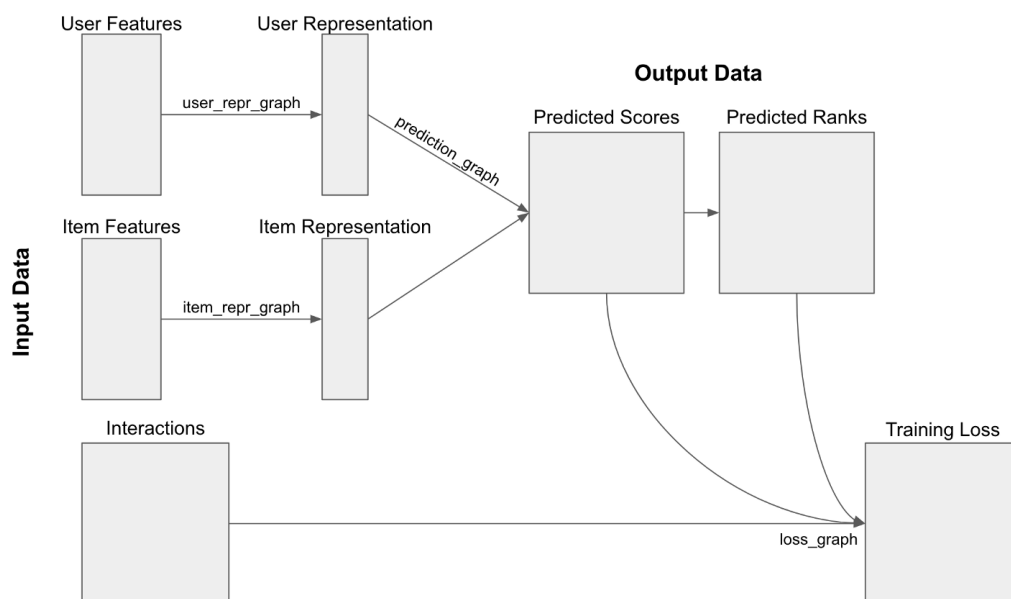 User Features
User Representation
user_repr_graph
prediction_graph
Output Data
Predicted Scores
Predicted Ranks
Input Data
Item Features
Item Representation
item_repr_graph
Interactions
Training Loss
loss_graph